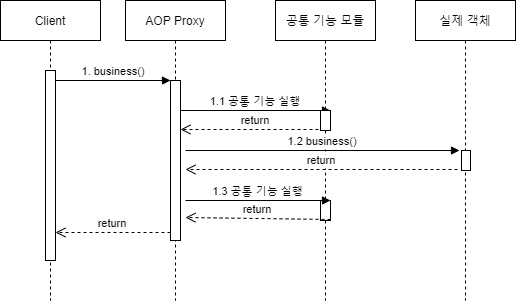 Client
AOP Proxy
공통 기능 모듈
실제 객체
1. business()
1.1 공통 기능 실행
return
1.2 business()
return
1.3 공통 기능 실행
return
return